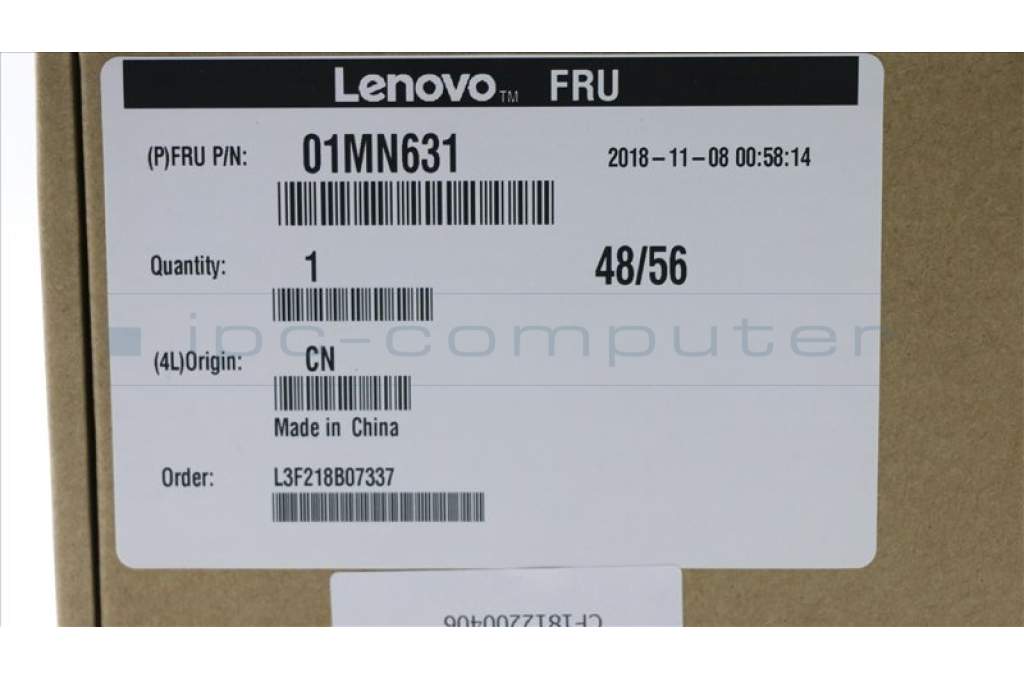 Lenovo™ FRU
(P)FRU P/N: 01MN631 2018-11-08 00:58:14
Quantity: 1 48/56
ipc-computer
(4L)Origin: CN
Made in China
Order: L3F218B07337
CF1812200406